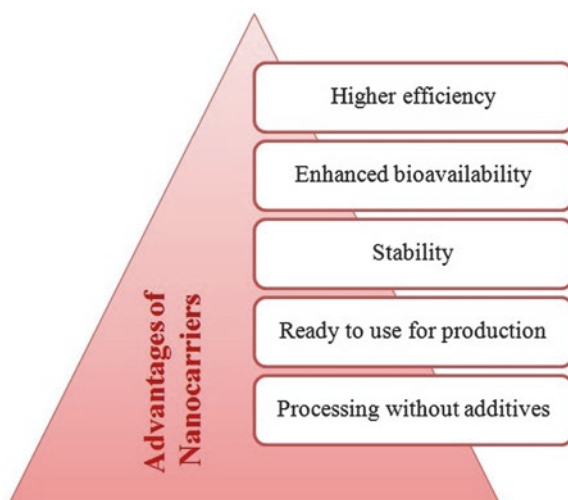 Higher efficiency
Enhanced bioavailability
Stability
Ready to use for production
Processing without additives
Advantages of
Nanocarriers